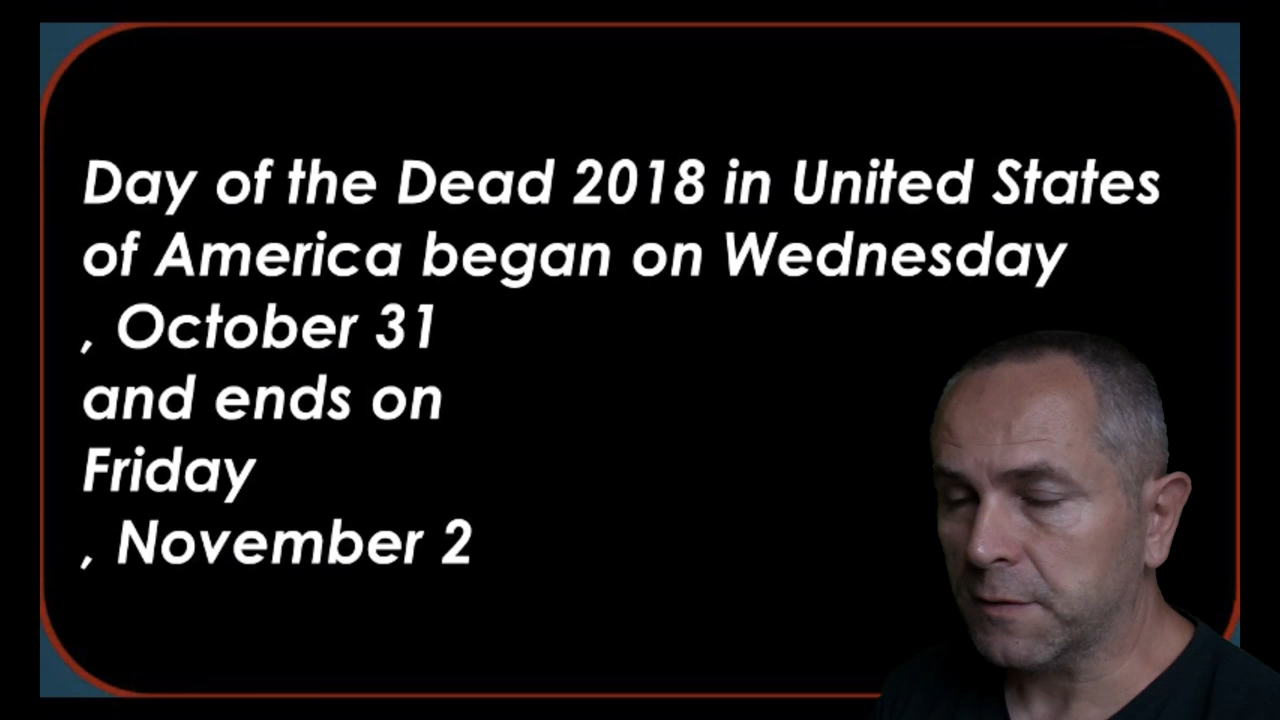 Day of the Dead 2018 in United States
of America began on Wednesday
, October 31
and ends on
Friday
, November 2